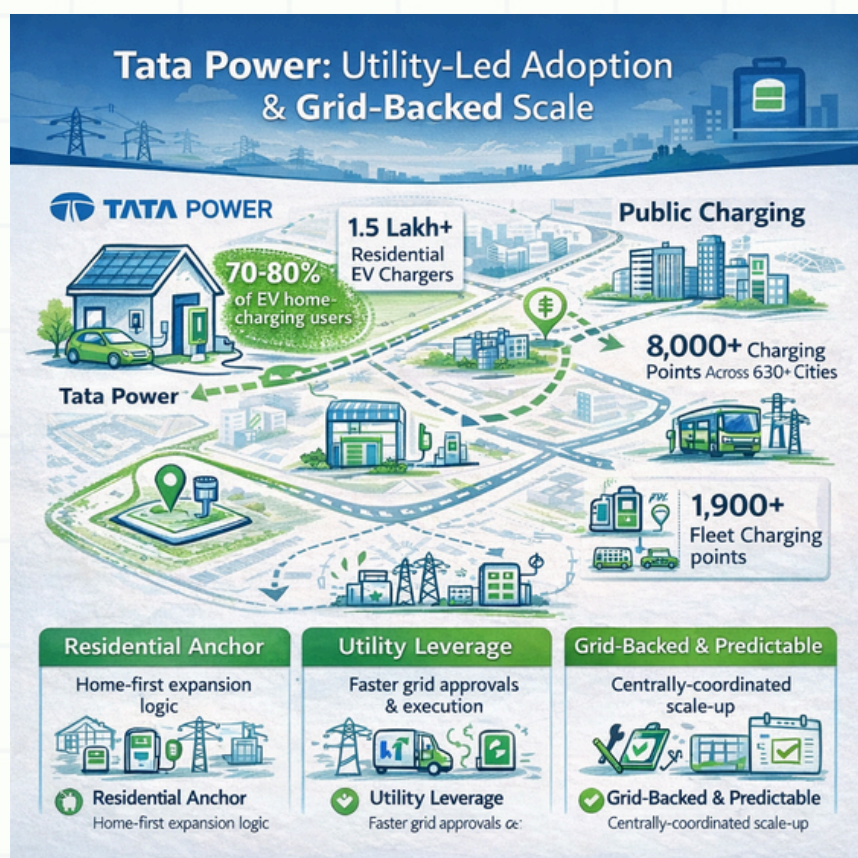 Tata Power: Utility-Led Adoption
& Grid-Backed Scale
TATA POWER
1.5 Lakh+
Residential
EV Chargers
Public Charging
70-80%
of EV home-
charging users
8,000+ Charging
Points Across 630+ Cities
Tata Power
1,900+
Fleet Charging
points
Residential Anchor
Home-first expansion
logic
Residential Anchor
Home-first expansion logic
Utility Leverage
Faster grid approvals
& execution
Utility Leverage
Faster grid approvals
Grid-Backed & Predictable
Centrally-coordinated
scale-up
Grid-Backed & Predictable
Centrally-coordinated scale-up